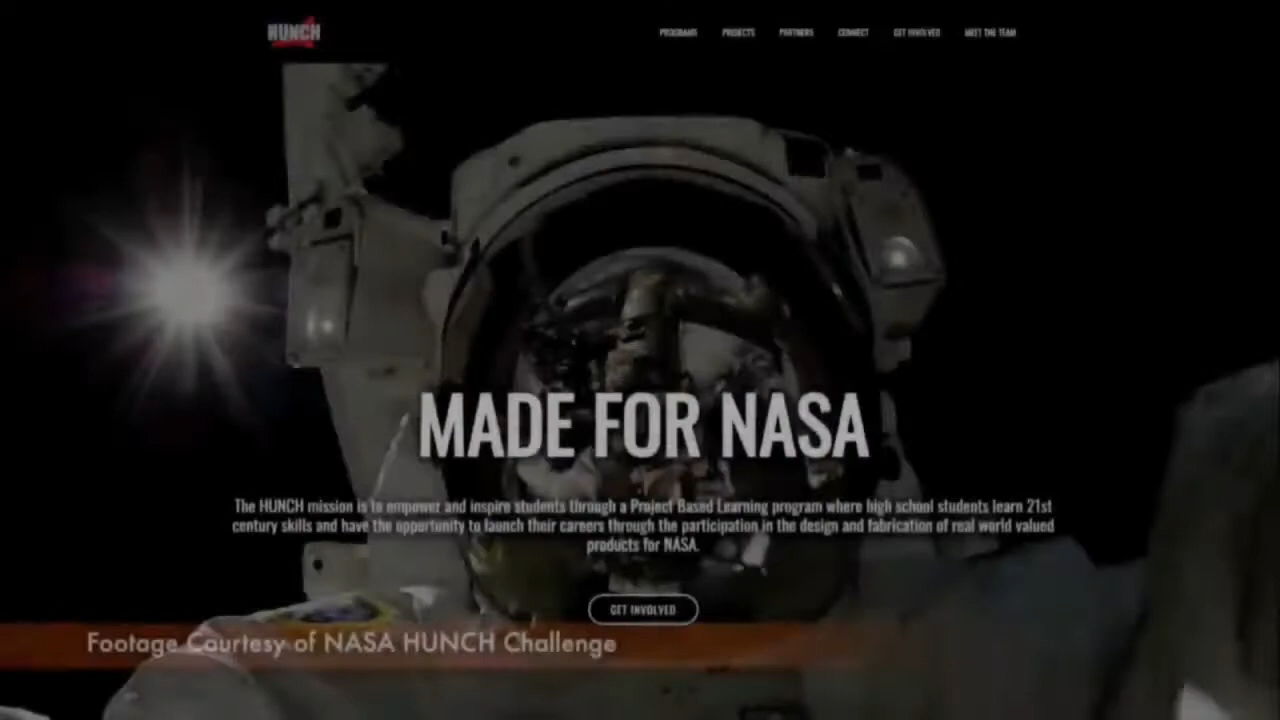 HUNCH
PROGRAMS PROJECTS PARTNERS CONNECT GET INVOLVED MEET THE TEAM
MADE FOR NASA
The HUNCH mission is to empower and inspire students through a Project Based Learning program where high school students learn 21st
century skills and have the opportunity to launch their careers through the participation in the design and fabrication of real world valued
products for NASA.
GET INVOLVED
Footage Courtesy of NASA HUNCH Challenge